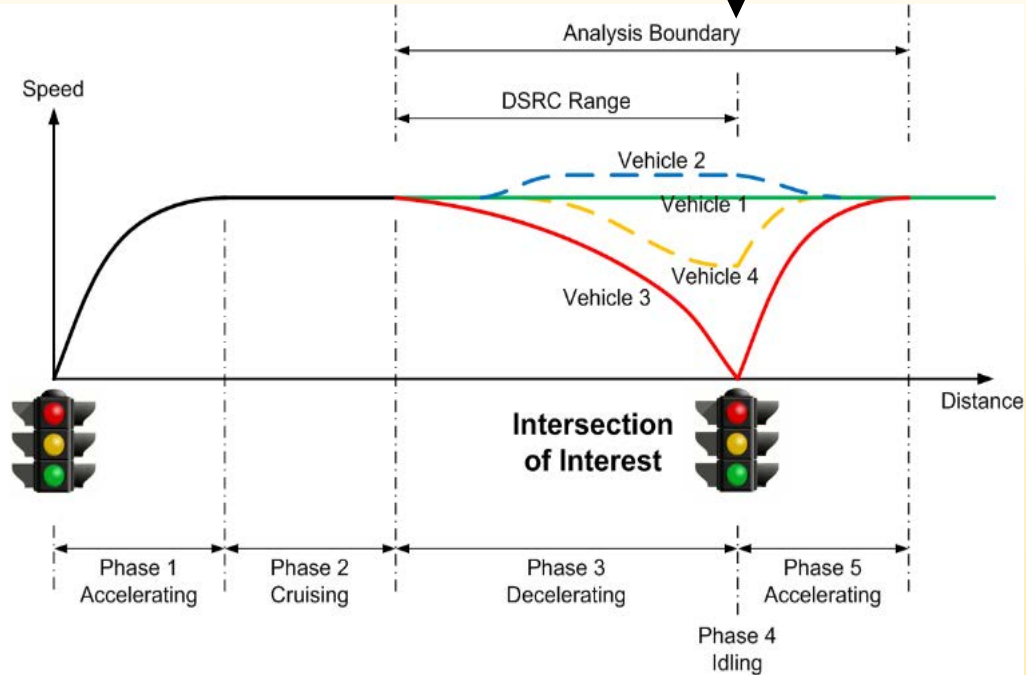 Analysis Boundary
Speed
DSRC Range
Vehicle 2
Vehicle 1
Vehicle 4
Vehicle 3
Distance
Intersection
of Interest
Phase 1
Accelerating
Phase 2
Cruising
Phase 3
Decelerating
Phase 5
Accelerating
Phase 4
Idling